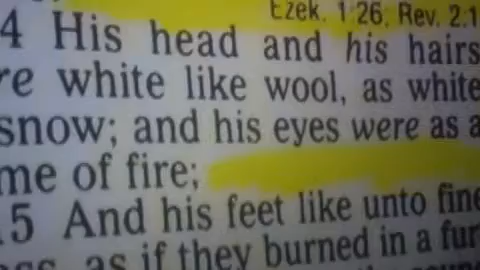 Ezek. 1:26; Rev. 2:1
4 His head and his hairs
re white like wool, as white
snow; and his eyes were as a
me of fire;
15 And his feet like unto fine
ss, as if they burned in a fur